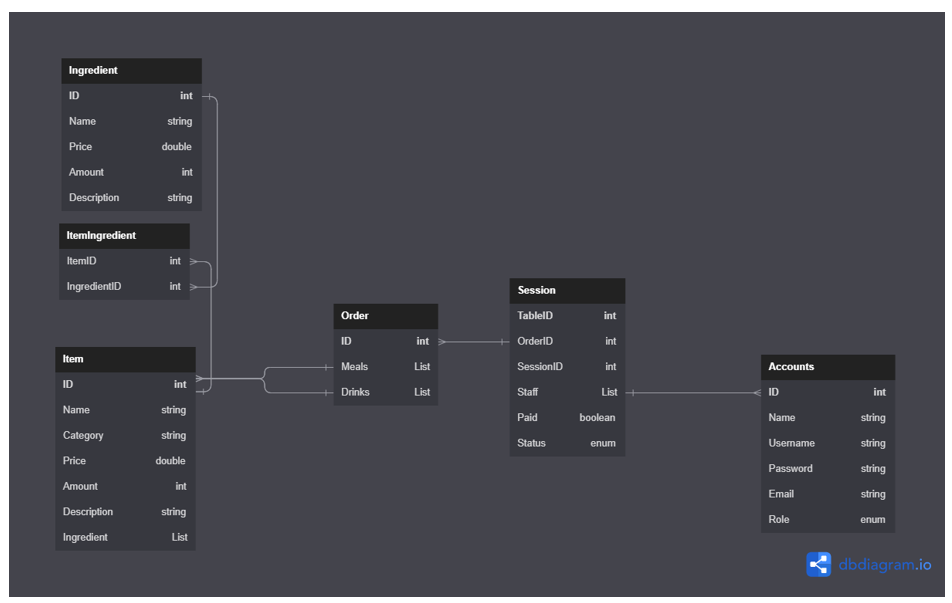 Ingredient
ID int
Name string
Price double
Amount int
Description string
ItemIngredient
ItemID int
IngredientID int
Item
ID int
Name string
Category string
Price double
Amount int
Description string
Ingredient List
Order
ID int
Meals List
Drinks List
Session
TableID int
OrderID int
SessionID int
Staff List
Paid boolean
Status enum
Accounts
ID int
Name string
Username string
Password string
Email string
Role enum
dbdiagram.io